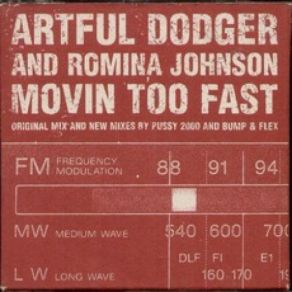 ARTFUL DODGER
AND ROMINA JOHNSON
MOVIN TOO FAST
ORIGINAL MIX AND NEW MIXES BY PUSSY 2000 AND BUMP & FLEX
FM FREQUENCY MODULATION 88 91 94
MW MEDIUM WAVE 540 600 700
DLF FI E1
LW LONG WAVE 160 170